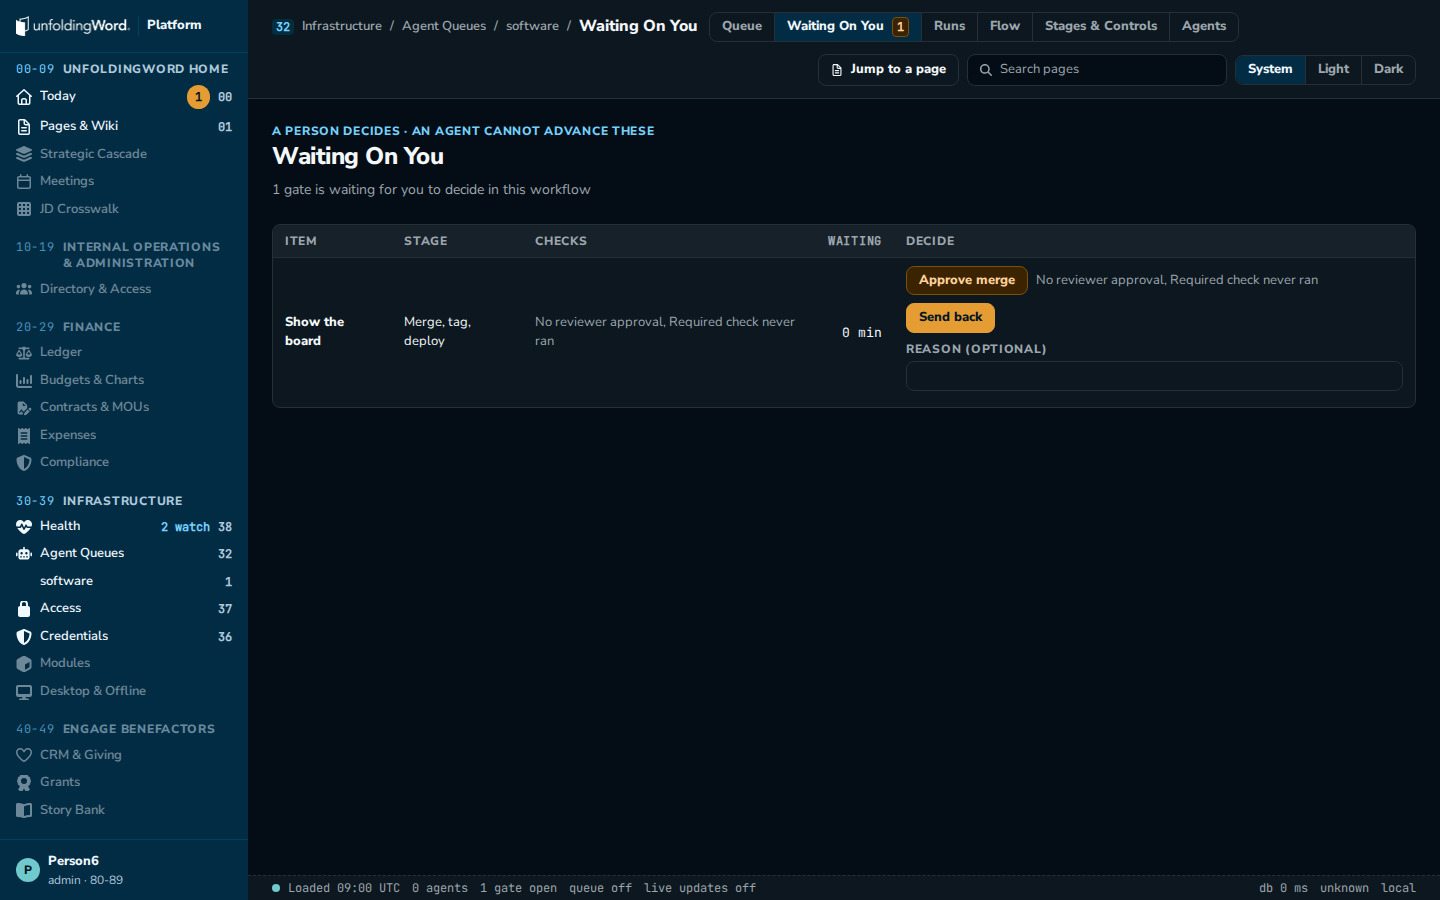 unfoldingWord. Platform
00-09 UNFOLDINGWORD HOME
Today 1 00
Pages & Wiki 01
Strategic Cascade
Meetings
JD Crosswalk
10-19 INTERNAL OPERATIONS
& ADMINISTRATION
Directory & Access
20-29 FINANCE
Ledger
Budgets & Charts
Contracts & MOUs
Expenses
Compliance
30-39 INFRASTRUCTURE
Health 2 watch 38
Agent Queues 32
software 1
Access 37
Credentials 36
Modules
Desktop & Offline
40-49 ENGAGE BENEFACTORS
CRM & Giving
Grants
Story Bank
P Person6
admin · 80-89
32 Infrastructure / Agent Queues / software / Waiting On You
Queue Waiting On You 1 Runs Flow Stages & Controls Agents
Jump to a page Search pages System Light Dark
A PERSON DECIDES · AN AGENT CANNOT ADVANCE THESE
Waiting On You
1 gate is waiting for you to decide in this workflow
ITEM STAGE CHECKS WAITING DECIDE
Show the
board
Merge, tag,
deploy
No reviewer approval, Required check never
ran
0 min
Approve merge No reviewer approval, Required check never ran
Send back
REASON (OPTIONAL)
Loaded 09:00 UTC 0 agents 1 gate open queue off live updates off
db 0 ms unknown local